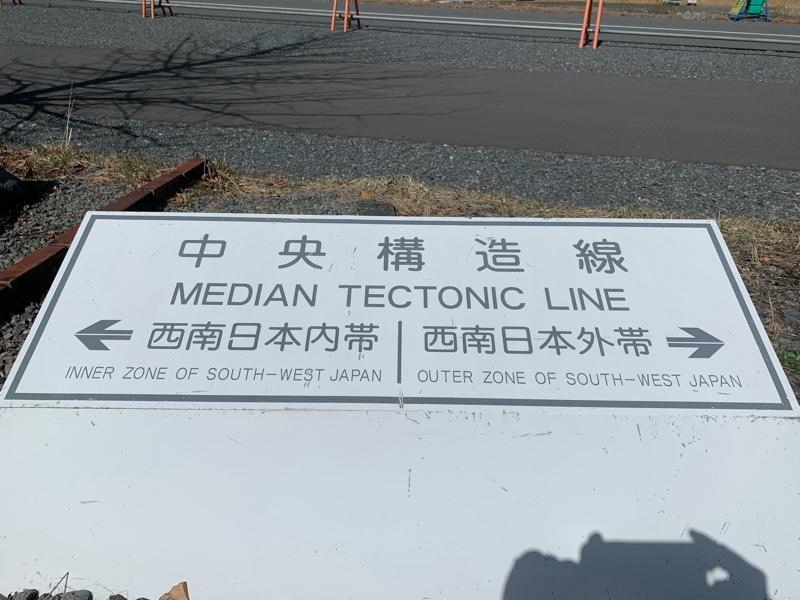 中央構造線
MEDIAN TECTONIC LINE
西南日本内帯
INNER ZONE OF SOUTH-WEST JAPAN
西南日本外帯
OUTER ZONE OF SOUTH-WEST JAPAN